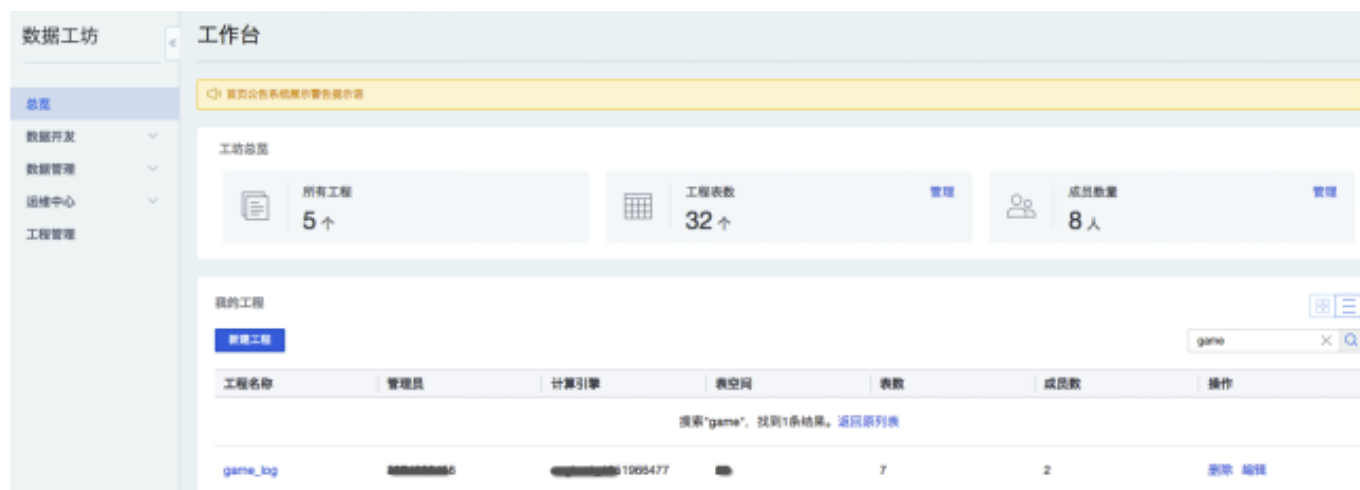 数据工坊
工作台
总览
首页公告系统展示警告提示语
数据开发
数据管理
运维中心
工程管理
工坊总览
所有工程
5 个
工程表数
管理
32 个
成员数量
管理
8 人
我的工程
新建工程
game
工程名称 管理员 计算引擎 表空间 表数 成员数 操作
搜索"game"，找到1条结果。返回原列表
game_log 1966477 7 2 删除 编辑